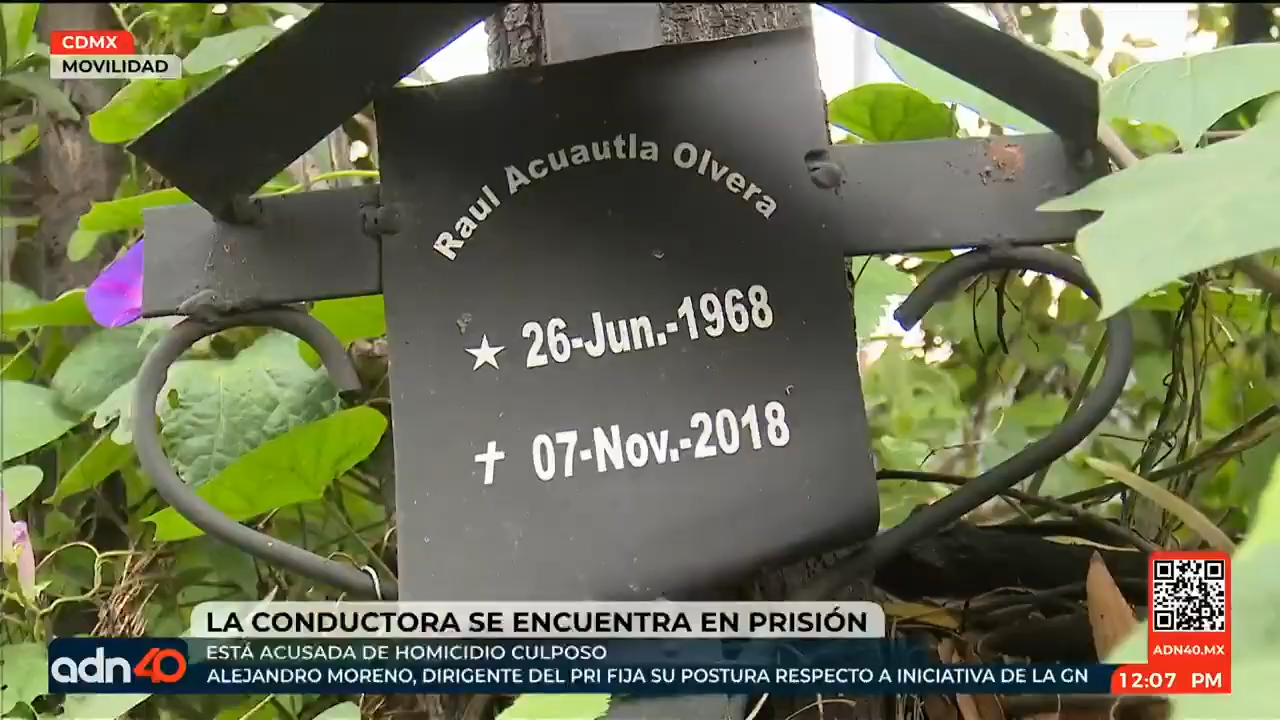 CDMX
MOVILIDAD
Raul Acuautla Olvera
26-Jun.-1968
07-Nov.-2018
LA CONDUCTORA SE ENCUENTRA EN PRISIÓN
ESTÁ ACUSADA DE HOMICIDIO CULPOSO
adn40
ALEJANDRO MORENO, DIRIGENTE DEL PRI FIJA SU POSTURA RESPECTO A INICIATIVA DE LA GN
ADN40.MX
12:07 PM